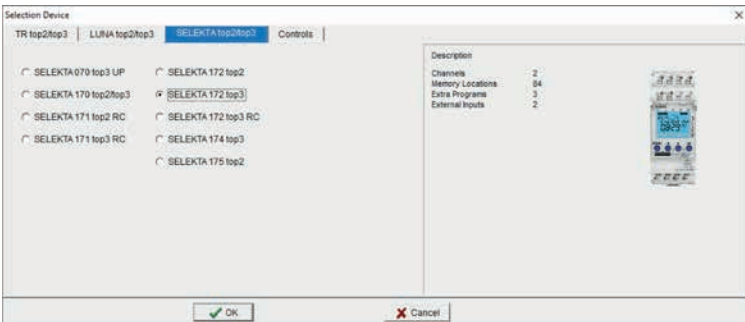 Selection Device
TR top2/top3 LUNA top2/top3 SELEKTA top2/top3 Controls
SELEKTA 070 top3 UP
SELEKTA 170 top2/top3
SELEKTA 171 top2 RC
SELEKTA 171 top3 RC
SELEKTA 172 top2
SELEKTA 172 top3
SELEKTA 172 top3 RC
SELEKTA 174 top3
SELEKTA 175 top2
Description
Channels 2
Memory Locations 64
Extra Programs 3
External Inputs 2
OK
Cancel